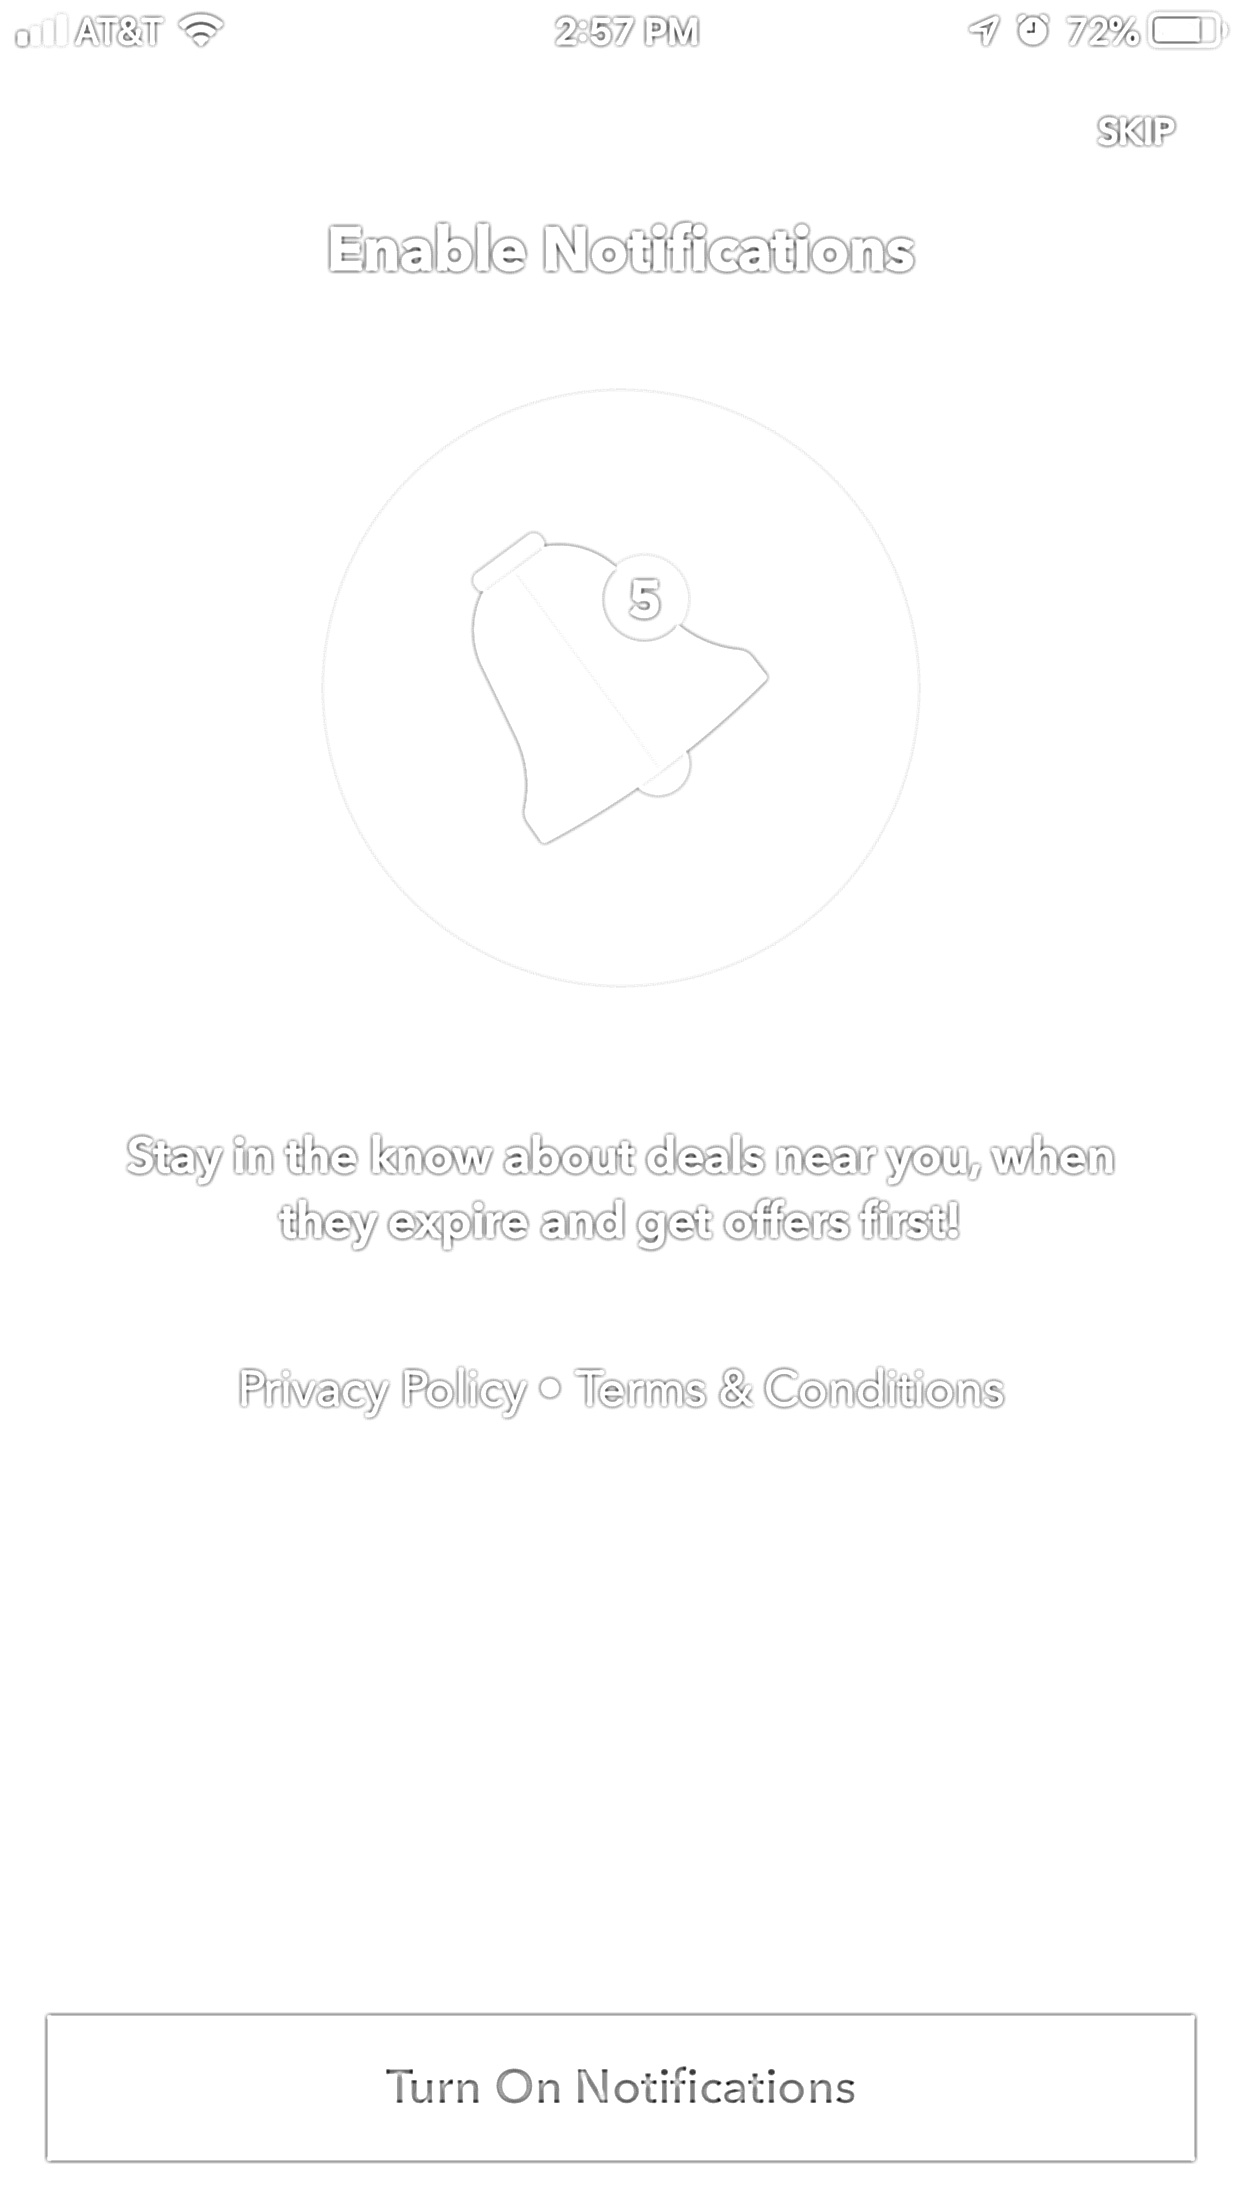 AT&T 2:57 PM 72%
SKIP
Enable Notifications
5
Stay in the know about deals near you, when
they expire and get offers first!
Privacy Policy • Terms & Conditions
Turn On Notifications